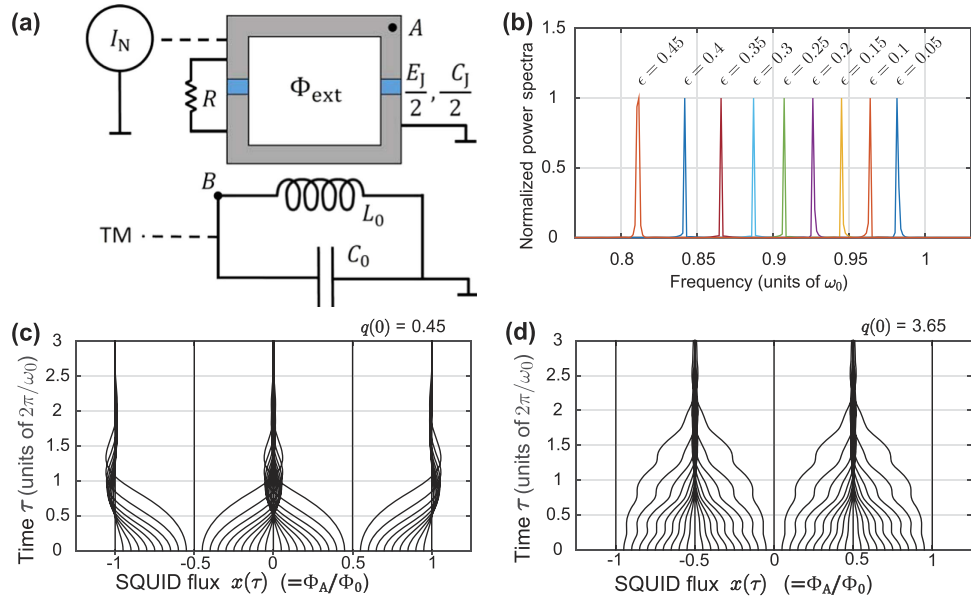 (a)
I_N
A
R
Φ_ext
E_J/2, C_J/2
B
L_0
TM
C_0
(b)
Normalized power spectra
1.5
1
0.5
0
ϵ = 0.45
ϵ = 0.4
ϵ = 0.35
ϵ = 0.3
ϵ = 0.25
ϵ = 0.2
ϵ = 0.15
ϵ = 0.1
ϵ = 0.05
0.8 0.85 0.9 0.95 1
Frequency (units of ω_0)
(c)
q(0) = 0.45
Time τ (units of 2π/ω_0)
3
2.5
2
1.5
1
0.5
0
-1 -0.5 0 0.5 1
SQUID flux x(τ) (=Φ_A/Φ_0)
(d)
q(0) = 3.65
Time τ (units of 2π/ω_0)
3
2.5
2
1.5
1
0.5
0
-1 -0.5 0 0.5 1
SQUID flux x(τ) (=Φ_A/Φ_0)